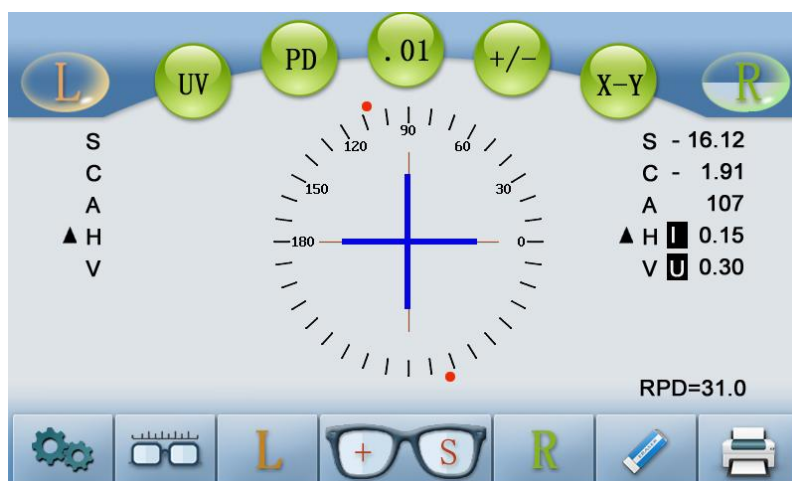 L
UV
PD
.01
+/-
X-Y
R
S
C
A
▲ H
V
90
120
60
150
30
180
0
S - 16.12
C - 1.91
A 107
▲ H I 0.15
V U 0.30
RPD=31.0
L
+ S
R